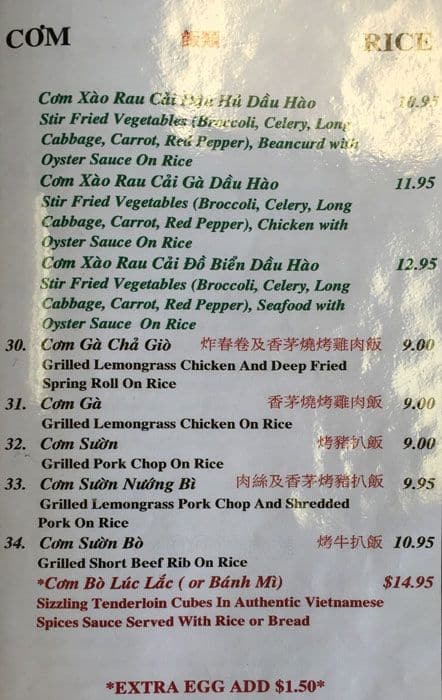 CƠM 飯類 RICE
Cơm Xào Rau Cải Đậu Hủ Dầu Hào 10.95
Stir Fried Vegetables (Broccoli, Celery, Long
Cabbage, Carrot, Red Pepper), Beancurd with
Oyster Sauce On Rice
Cơm Xào Rau Cải Gà Dầu Hào 11.95
Stir Fried Vegetables (Broccoli, Celery, Long
Cabbage, Carrot, Red Pepper), Chicken with
Oyster Sauce On Rice
Cơm Xào Rau Cải Đồ Biển Dầu Hào 12.95
Stir Fried Vegetables (Broccoli, Celery, Long
Cabbage, Carrot, Red Pepper), Seafood with
Oyster Sauce On Rice
30. Cơm Gà Chả Giò 炸春卷及香茅燒烤雞肉飯 9.00
Grilled Lemongrass Chicken And Deep Fried
Spring Roll On Rice
31. Cơm Gà 香茅燒烤雞肉飯 9.00
Grilled Lemongrass Chicken On Rice
32. Cơm Sườn 烤豬扒飯 9.00
Grilled Pork Chop On Rice
33. Cơm Sườn Nướng Bì 肉絲及香茅烤豬扒飯 9.95
Grilled Lemongrass Pork Chop And Shredded
Pork On Rice
34. Cơm Sườn Bò 烤牛扒飯 10.95
Grilled Short Beef Rib On Rice
*Cơm Bò Lúc Lắc ( or Bánh Mì) $14.95
Sizzling Tenderloin Cubes In Authentic Vietnamese
Spices Sauce Served With Rice or Bread
*EXTRA EGG ADD $1.50*